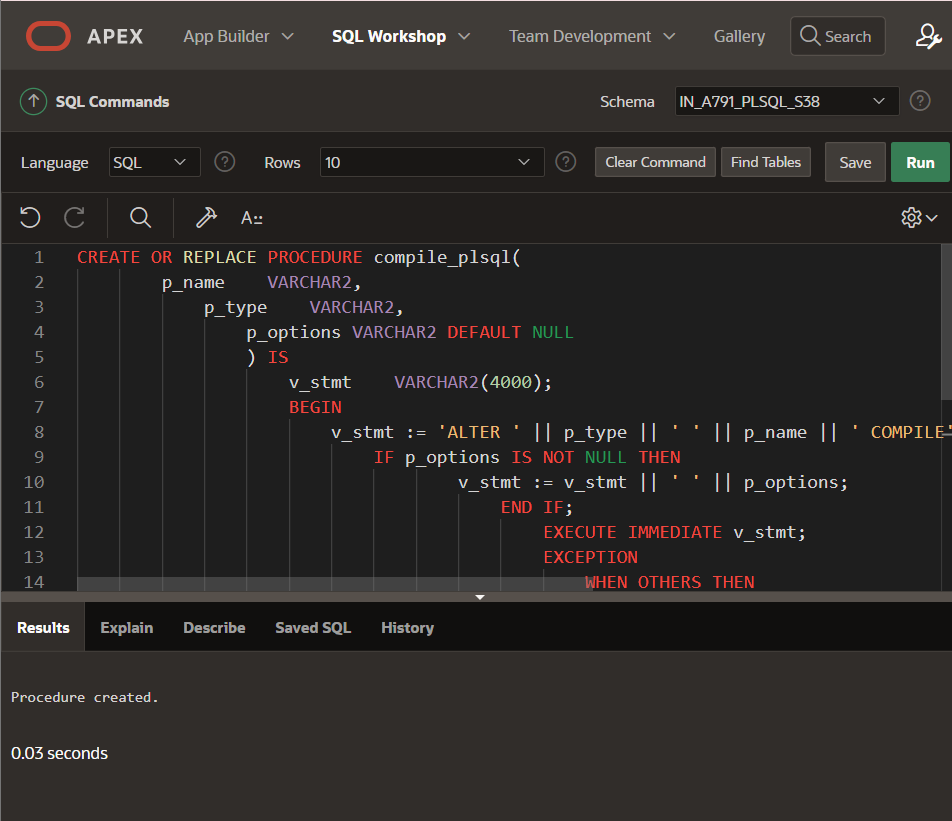 APEX App Builder SQL Workshop Team Development Gallery Search
SQL Commands Schema IN_A791_PLSQL_S38 ?
Language SQL ? Rows 10 ? Clear Command Find Tables Save Run
A::
1 CREATE OR REPLACE PROCEDURE compile_plsql(
2 p_name VARCHAR2,
3 p_type VARCHAR2,
4 p_options VARCHAR2 DEFAULT NULL
5 ) IS
6 v_stmt VARCHAR2(4000);
7 BEGIN
8 v_stmt := 'ALTER ' || p_type || ' ' || p_name || ' COMPILE'
9 IF p_options IS NOT NULL THEN
10 v_stmt := v_stmt || ' ' || p_options;
11 END IF;
12 EXECUTE IMMEDIATE v_stmt;
13 EXCEPTION
14 WHEN OTHERS THEN
Results Explain Describe Saved SQL History
Procedure created.
0.03 seconds